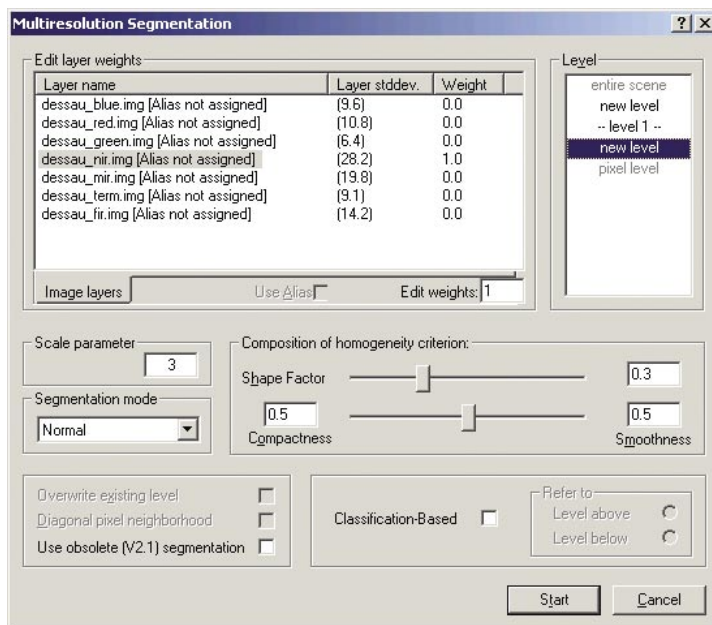 Multiresolution Segmentation
Edit layer weights
Layer name Layer stddev. Weight
dessau_blue.img [Alias not assigned] (9.6) 0.0
dessau_red.img [Alias not assigned] (10.8) 0.0
dessau_green.img [Alias not assigned] (6.4) 0.0
dessau_nir.img [Alias not assigned] (28.2) 1.0
dessau_mir.img [Alias not assigned] (19.8) 0.0
dessau_term.img [Alias not assigned] (9.1) 0.0
dessau_fir.img [Alias not assigned] (14.2) 0.0
Image layers Use Alias Edit weights: 1
Level
entire scene
new level
-- level 1 --
new level
pixel level
Scale parameter
3
Segmentation mode
Normal
Composition of homogeneity criterion:
Shape Factor 0.3
0.5 0.5
Compactness Smoothness
Overwrite existing level
Diagonal pixel neighborhood
Use obsolete (V2.1) segmentation
Classification-Based
Refer to
Level above
Level below
Start Cancel